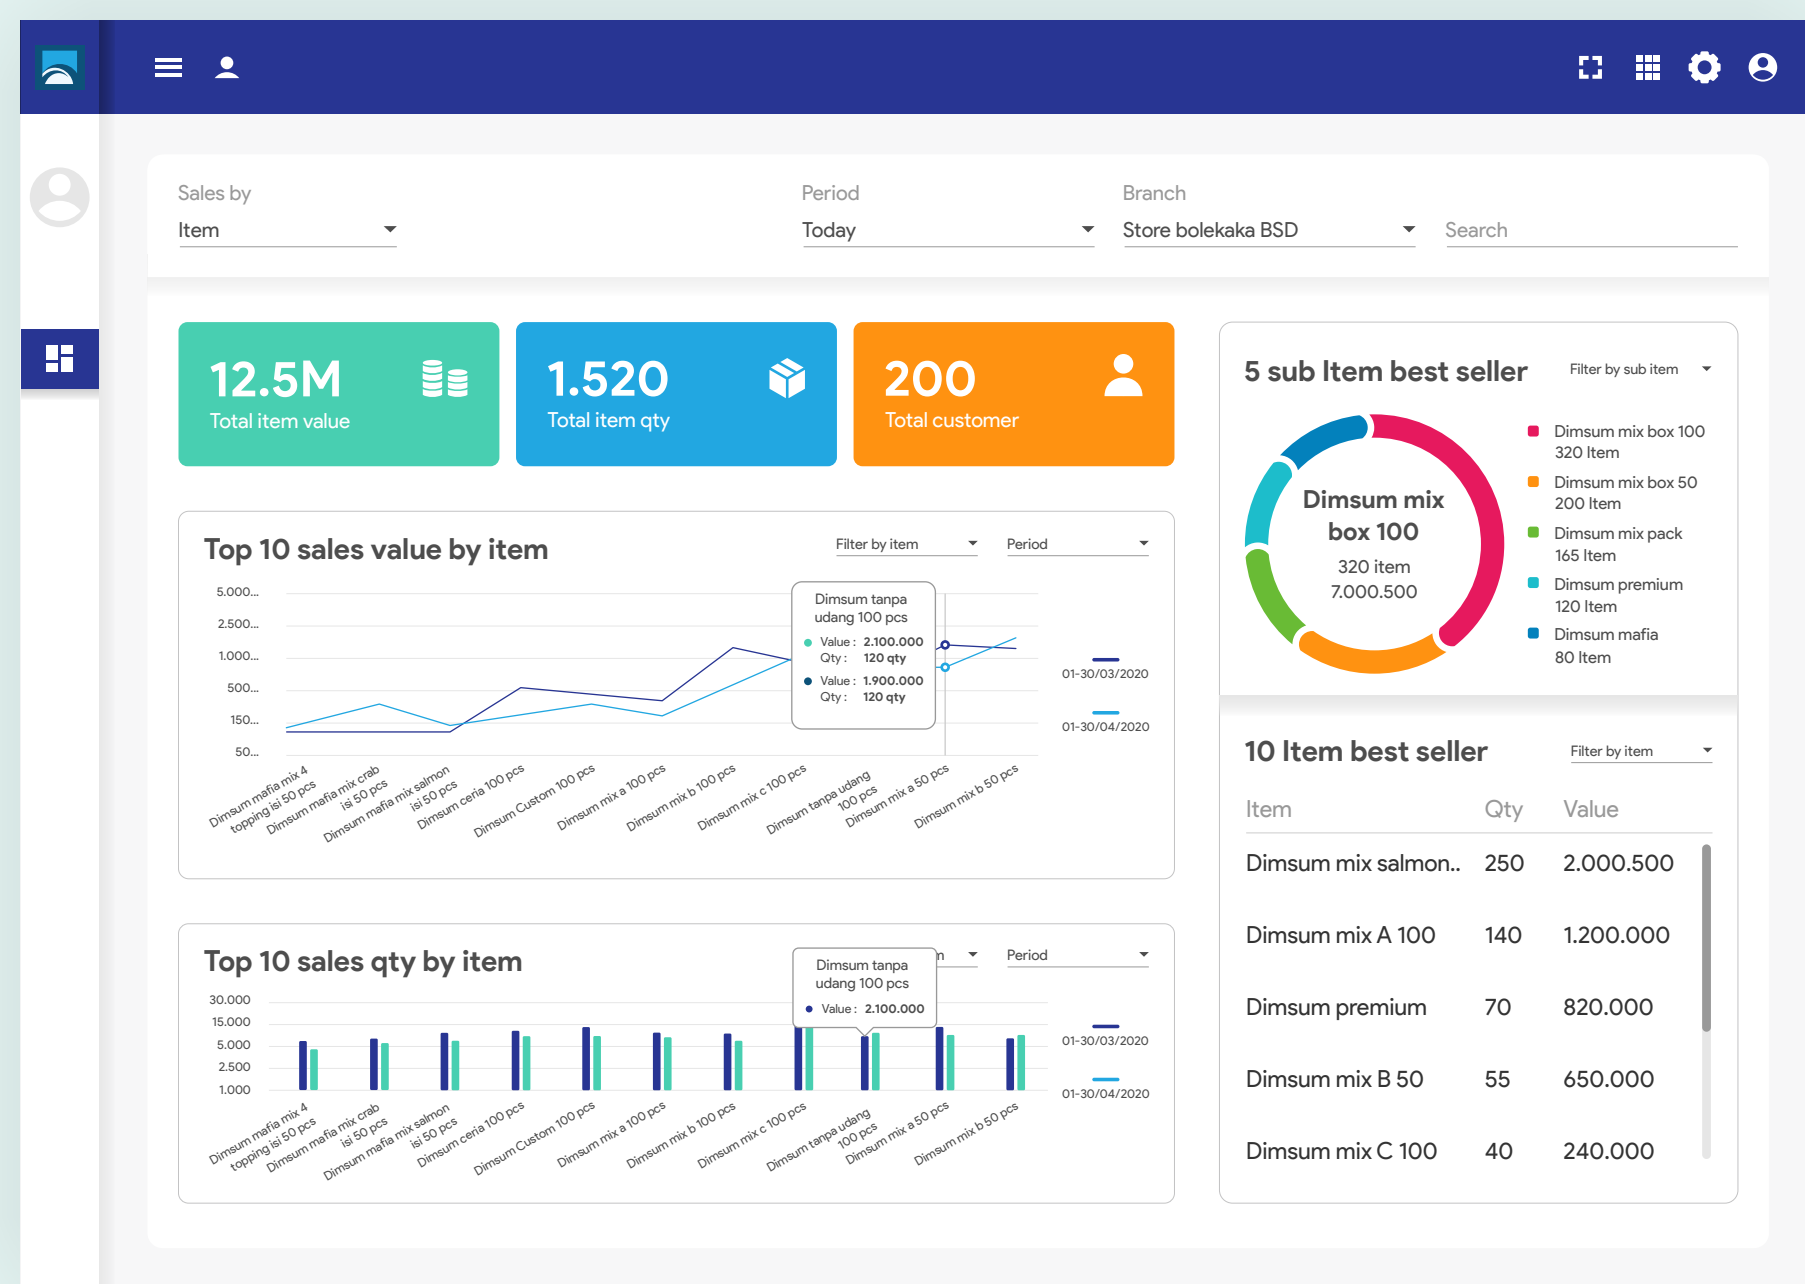 Sales by
Item
Period
Today
Branch
Store bolekaka BSD
Search
12.5M
Total item value
1.520
Total item qty
200
Total customer
Top 10 sales value by item
Filter by item
Period
5.000...
2.500...
1.000...
500...
150...
50...
Dimsum tanpa
udang 100 pcs
Value : 2.100.000
Qty : 120 qty
Value : 1.900.000
Qty : 120 qty
01-30/03/2020
01-30/04/2020
Dimsum mafia mix 4
topping isi 50 pcs
Dimsum mafia mix crab
isi 50 pcs
Dimsum mafia mix salmon
isi 50 pcs
Dimsum ceria 100 pcs
Dimsum Custom 100 pcs
Dimsum mix a 100 pcs
Dimsum mix b 100 pcs
Dimsum mix c 100 pcs
Dimsum tanpa udang
100 pcs
Dimsum mix a 50 pcs
Dimsum mix b 50 pcs
Top 10 sales qty by item
m
Period
30.000
15.000
5.000
2.500
1.000
Dimsum tanpa
udang 100 pcs
Value : 2.100.000
01-30/03/2020
01-30/04/2020
Dimsum mafia mix 4
topping isi 50 pcs
Dimsum mafia mix crab
isi 50 pcs
Dimsum mafia mix salmon
isi 50 pcs
Dimsum ceria 100 pcs
Dimsum Custom 100 pcs
Dimsum mix a 100 pcs
Dimsum mix b 100 pcs
Dimsum mix c 100 pcs
Dimsum tanpa udang
100 pcs
Dimsum mix a 50 pcs
Dimsum mix b 50 pcs
5 sub Item best seller
Filter by sub item
Dimsum mix
box 100
320 item
7.000.500
Dimsum mix box 100
320 Item
Dimsum mix box 50
200 Item
Dimsum mix pack
165 Item
Dimsum premium
120 Item
Dimsum mafia
80 Item
10 Item best seller
Filter by item
Item Qty Value
Dimsum mix salmon.. 250 2.000.500
Dimsum mix A 100 140 1.200.000
Dimsum premium 70 820.000
Dimsum mix B 50 55 650.000
Dimsum mix C 100 40 240.000